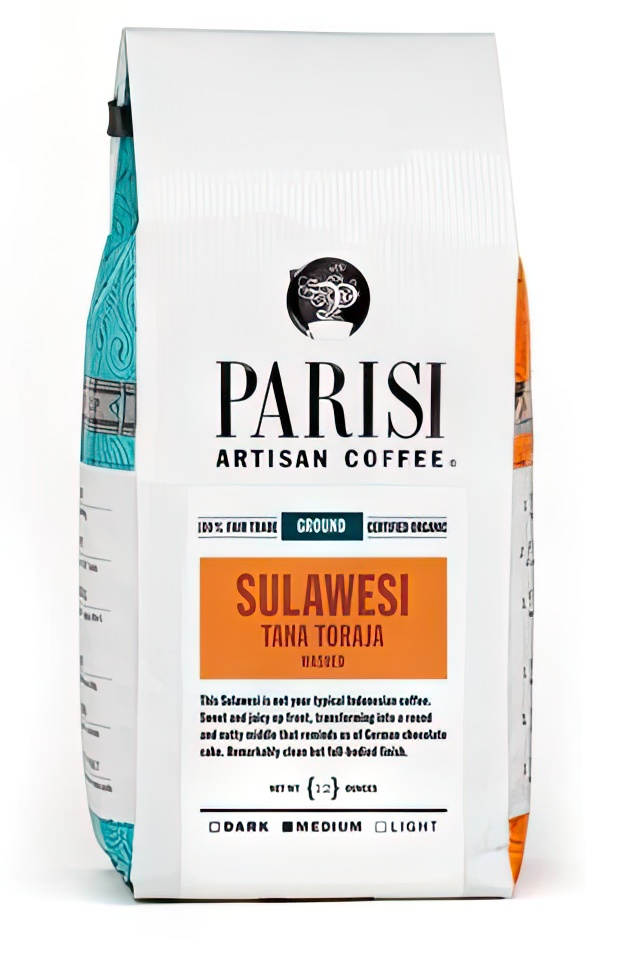 PARISI
ARTISAN COFFEE
100% FAIR TRADE GROUND CERTIFIED ORGANIC
SULAWESI
TANA TORAJA
WASHED
This Sulawesi is not your typical Indonesian coffee.
Sweet and juicy up front, transforming into a round
and nutty middle that reminds us of German chocolate
cake. Remarkably clean but full-bodied finish.
NET WT {12} OUNCES
DARK MEDIUM LIGHT